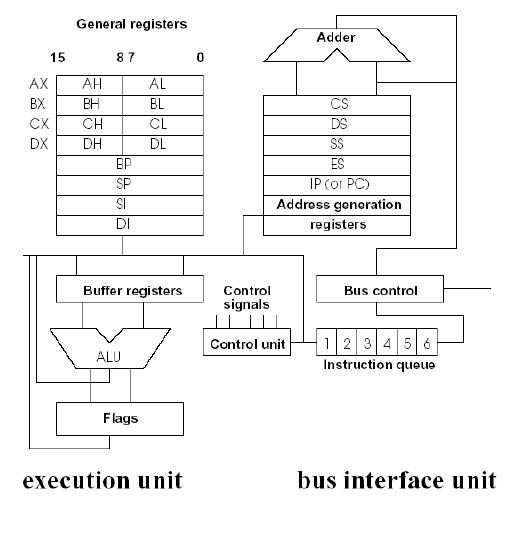 General registers
15 8 7 0
AX AH AL
BX BH BL
CX CH CL
DX DH DL
BP
SP
SI
DI
Adder
CS
DS
SS
ES
IP (or PC)
Address generation
registers
Buffer registers
Control
signals
Bus control
ALU
Control unit
1 2 3 4 5 6
Instruction queue
Flags
execution unit
bus interface unit